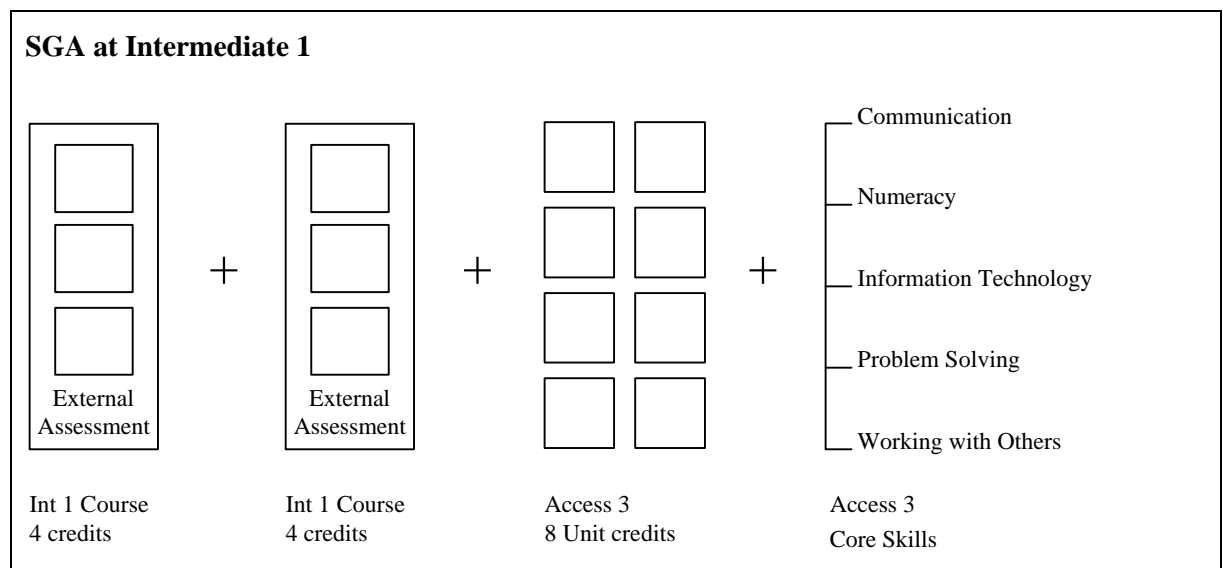 SGA at Intermediate 1
External
Assessment
Int 1 Course
4 credits
+
External
Assessment
Int 1 Course
4 credits
+
Access 3
8 Unit credits
+
Communication
Numeracy
Information Technology
Problem Solving
Working with Others
Access 3
Core Skills